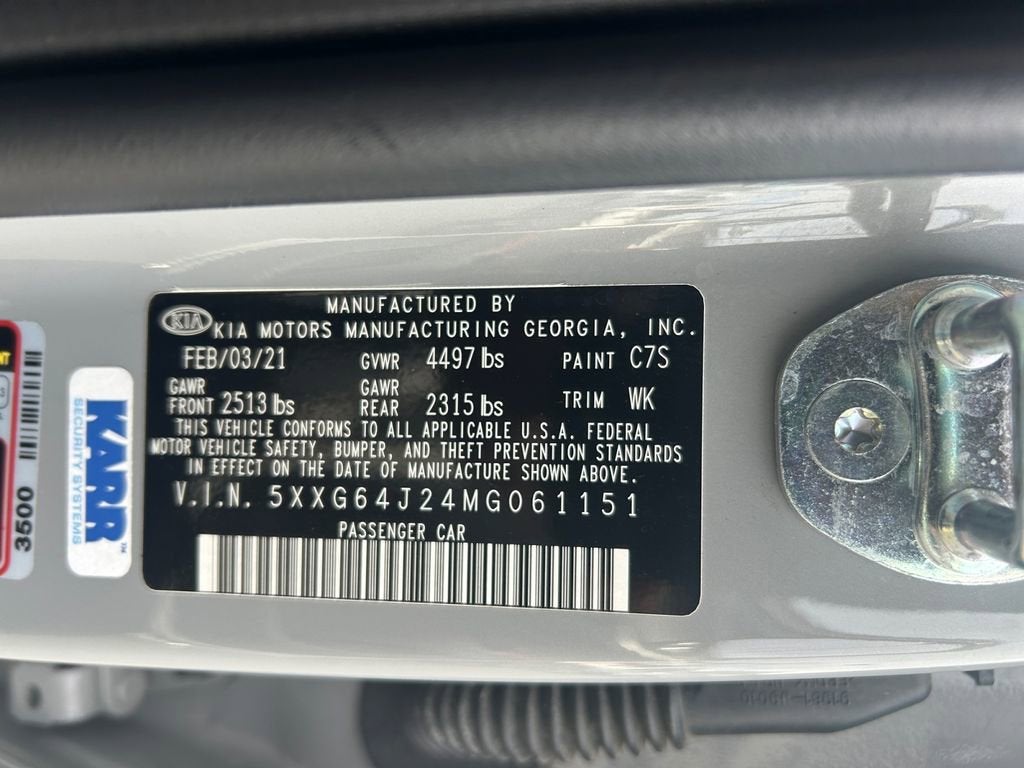 MANUFACTURED BY
KIA KIA MOTORS MANUFACTURING GEORGIA, INC.
FEB/03/21 GVWR 4497 lbs PAINT C7S
GAWR FRONT 2513 lbs GAWR REAR 2315 lbs TRIM WK
THIS VEHICLE CONFORMS TO ALL APPLICABLE U.S.A. FEDERAL
MOTOR VEHICLE SAFETY, BUMPER, AND THEFT PREVENTION STANDARDS
IN EFFECT ON THE DATE OF MANUFACTURE SHOWN ABOVE.
V.I.N. 5XXG64J24MG061151
PASSENGER CAR
KARR™
SECURITY SYSTEMS
3500